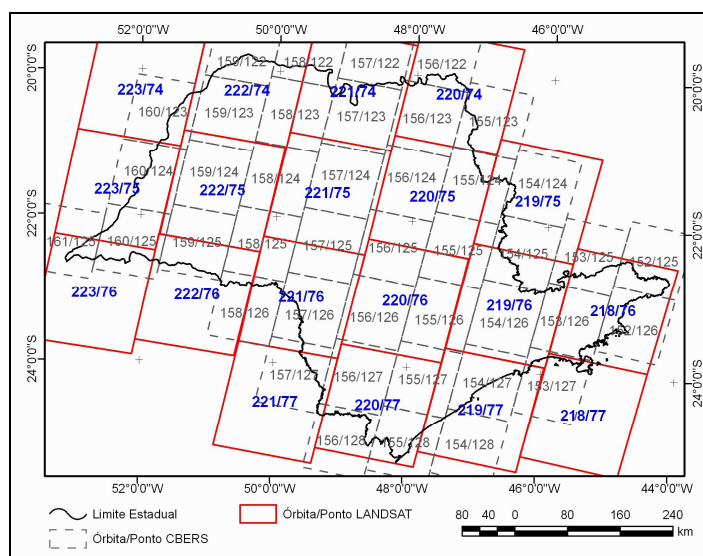 52°0'0"W 50°0'0"W 48°0'0"W 46°0'0"W
20°0'0"S 20°0'0"S
159/122 158/122 157/122 156/122
223/74 222/74 221/74 220/74
160/123 159/123 158/123 157/123 156/123 155/123
160/124 159/124 158/124 157/124 156/124 155/124 154/124
223/75 222/75 221/75 220/75 219/75
22°0'0"S 22°0'0"S
161/125 160/125 159/125 158/125 157/125 156/125 155/125 154/125 153/125 152/125
223/76 222/76 221/76 220/76 219/76 218/76
158/126 157/126 156/126 155/126 154/126 153/126 152/126
24°0'0"S 24°0'0"S
157/127 156/127 155/127 154/127 153/127
221/77 220/77 219/77 218/77
156/128 155/128 154/128
52°0'0"W 50°0'0"W 48°0'0"W 46°0'0"W 44°0'0"W
Limite Estadual Órbita/Ponto LANDSAT
Órbita/Ponto CBERS
80 40 0 80 160 240
km